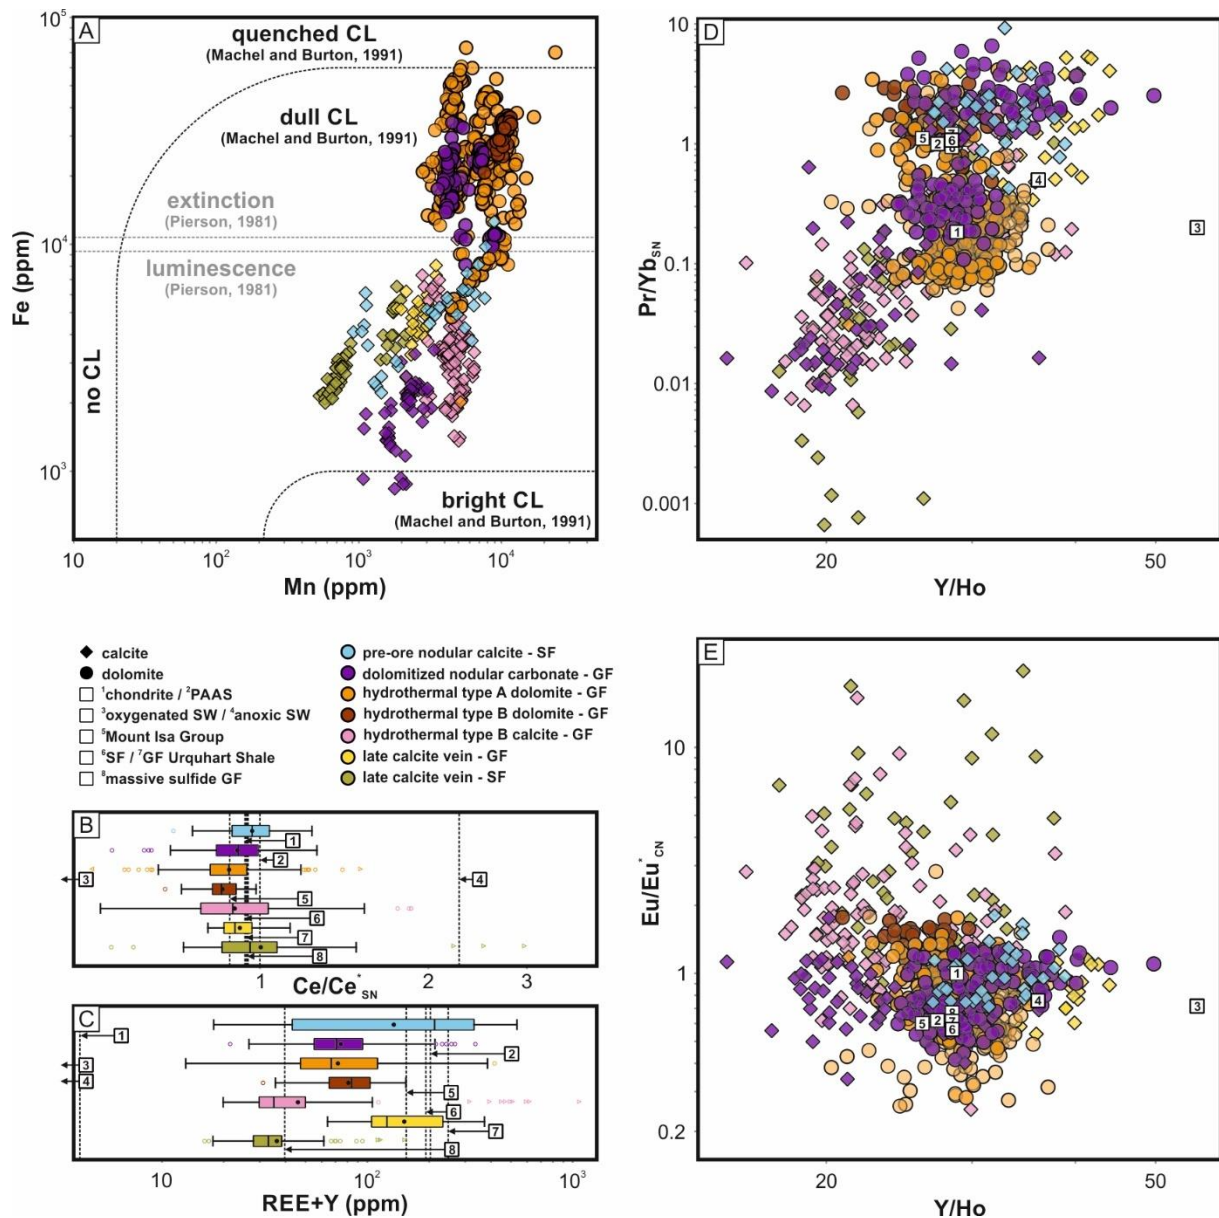 A
10⁵
quenched CL
(Machel and Burton, 1991)
dull CL
(Machel and Burton, 1991)
extinction
(Pierson, 1981)
10⁴
luminescence
(Pierson, 1981)
no CL
10³
bright CL
(Machel and Burton, 1991)
Fe (ppm)
10
10²
10³
10⁴
Mn (ppm)
D
10
1
0.1
0.01
0.001
Pr/Yb SN
5
2
7
6
4
1
3
20
50
Y/Ho
calcite
dolomite
¹chondrite / ²PAAS
³oxygenated SW / ⁴anoxic SW
⁵Mount Isa Group
⁶SF / ⁷GF Urquhart Shale
⁸massive sulfide GF
pre-ore nodular calcite - SF
dolomitized nodular carbonate - GF
hydrothermal type A dolomite - GF
hydrothermal type B dolomite - GF
hydrothermal type B calcite - GF
late calcite vein - GF
late calcite vein - SF
B
1
2
3
4
5
6
7
8
1
2
3
Ce/Ce*SN
C
1
2
3
4
5
6
7
8
10
10²
10³
REE+Y (ppm)
E
10
1
0.2
Eu/Eu*CN
1
4
3
5
2
8
7
6
20
50
Y/Ho